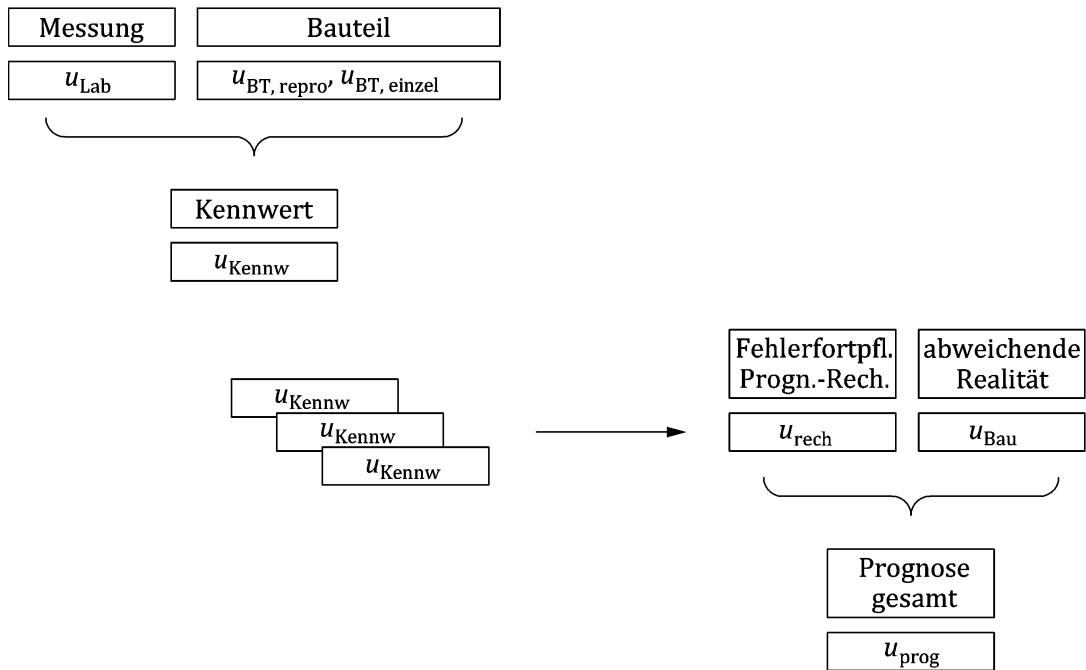 Messung
Bauteil
u_Lab
u_BT, repro, u_BT, einzel
Kennwert
u_Kennw
u_Kennw
u_Kennw
u_Kennw
Fehlerfortpfl.
Progn.-Rech.
abweichende
Realität
u_rech
u_Bau
Prognose
gesamt
u_prog